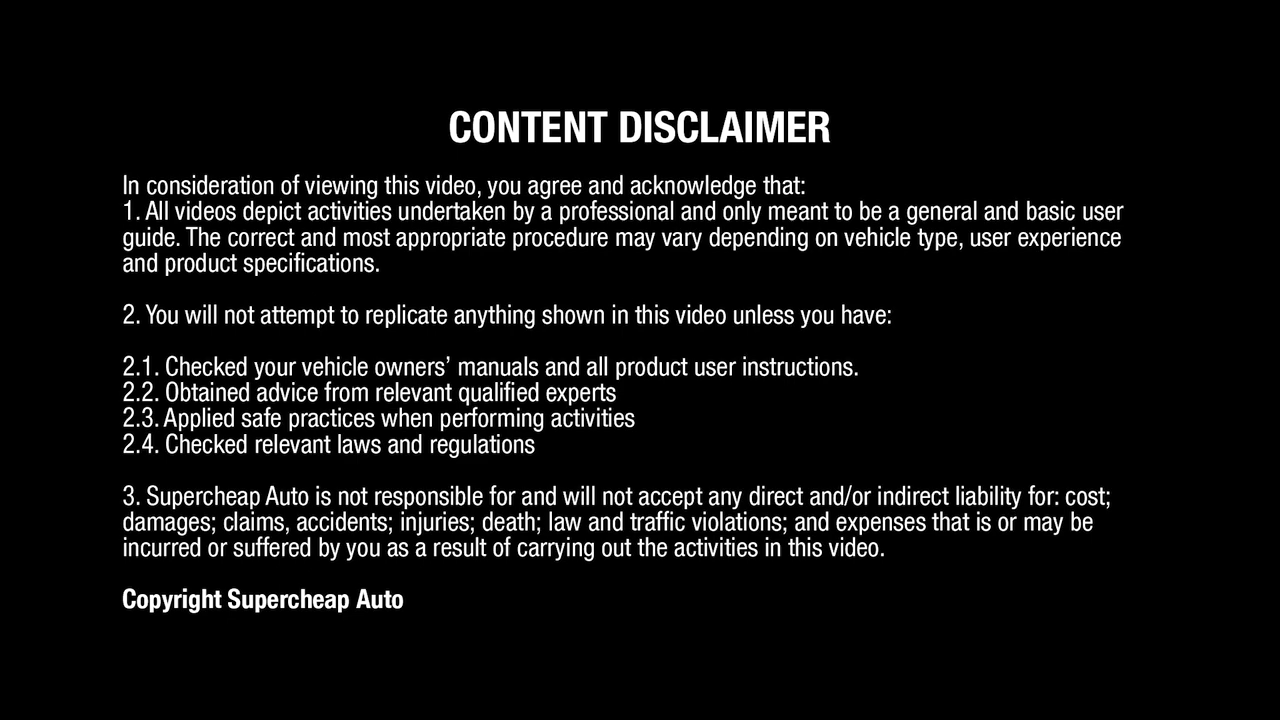 CONTENT DISCLAIMER
In consideration of viewing this video, you agree and acknowledge that:
1. All videos depict activities undertaken by a professional and only meant to be a general and basic user
guide. The correct and most appropriate procedure may vary depending on vehicle type, user experience
and product specifications.
2. You will not attempt to replicate anything shown in this video unless you have:
2.1. Checked your vehicle owners’ manuals and all product user instructions.
2.2. Obtained advice from relevant qualified experts
2.3. Applied safe practices when performing activities
2.4. Checked relevant laws and regulations
3. Supercheap Auto is not responsible for and will not accept any direct and/or indirect liability for: cost;
damages; claims, accidents; injuries; death; law and traffic violations; and expenses that is or may be
incurred or suffered by you as a result of carrying out the activities in this video.
Copyright Supercheap Auto